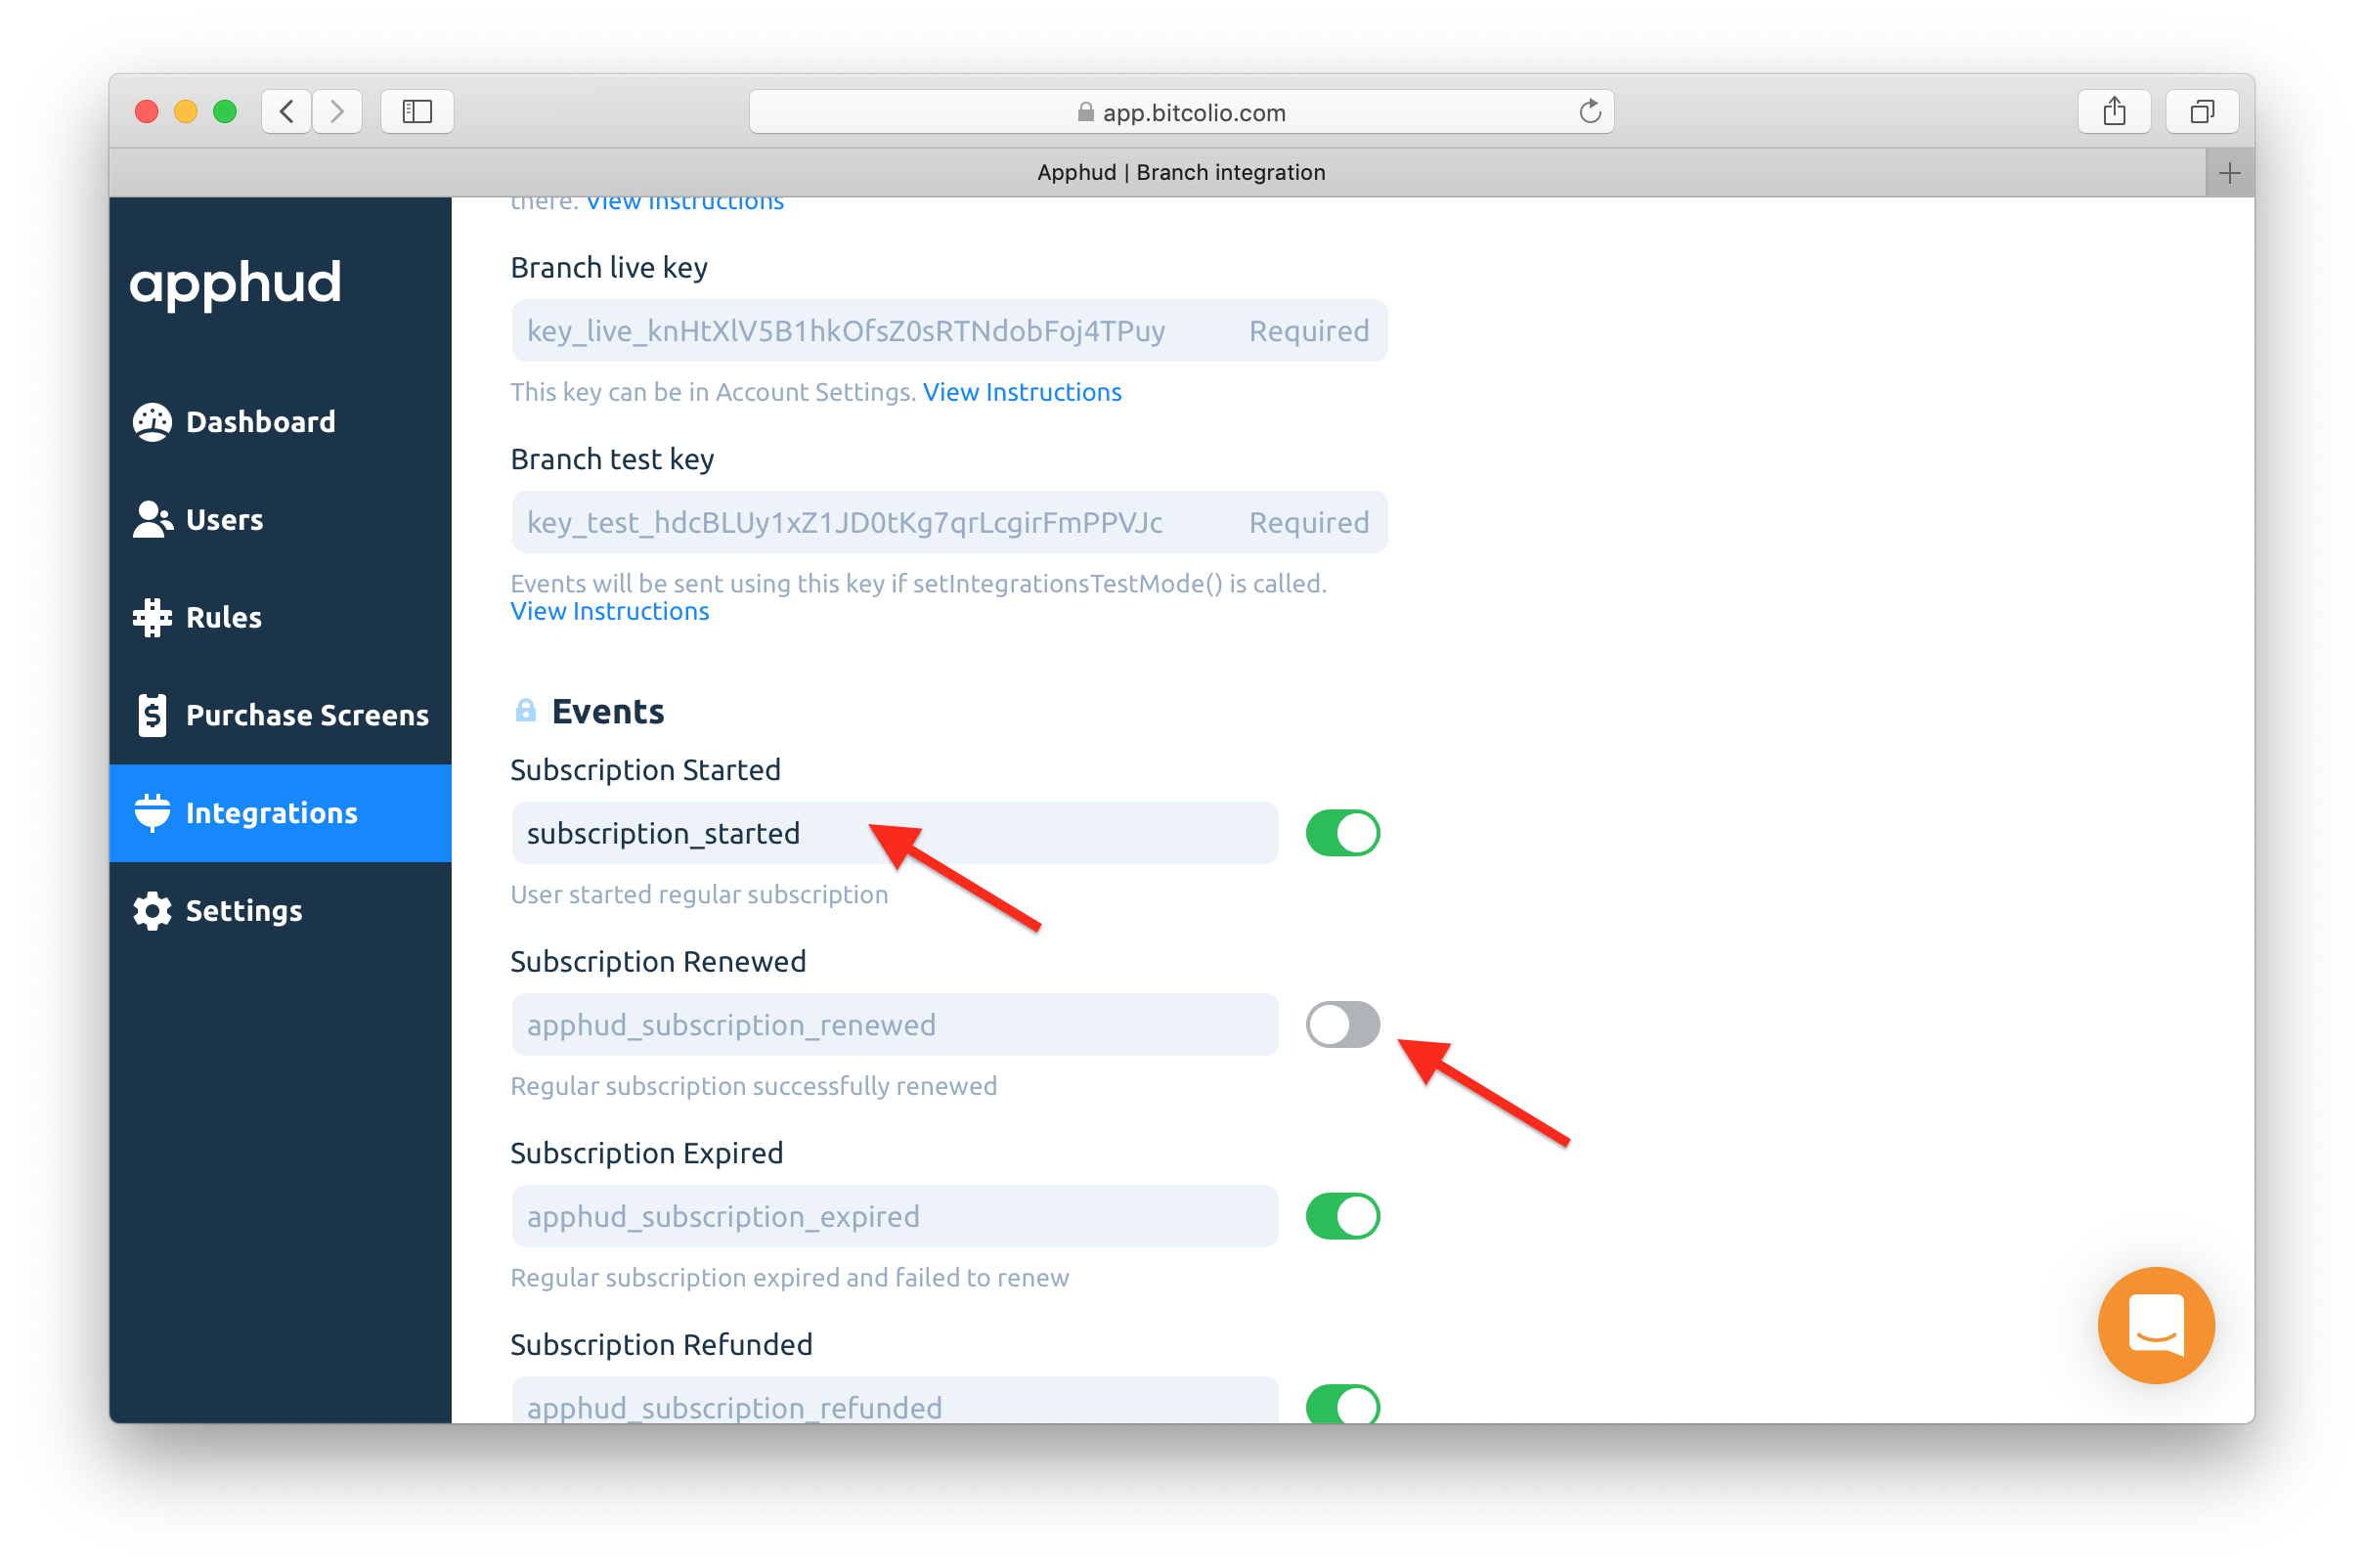 app.bitcolio.com
Apphud | Branch integration
there. View Instructions
apphud
Dashboard
Users
Rules
Purchase Screens
Integrations
Settings
Branch live key
key_live_knHtXlV5B1hkOfsZ0sRTNdobFoj4TPuy Required
This key can be in Account Settings. View Instructions
Branch test key
key_test_hdcBLUy1xZ1JD0tKg7qrLcgirFmPPVJc Required
Events will be sent using this key if setIntegrationsTestMode() is called.
View Instructions
Events
Subscription Started
subscription_started
User started regular subscription
Subscription Renewed
apphud_subscription_renewed
Regular subscription successfully renewed
Subscription Expired
apphud_subscription_expired
Regular subscription expired and failed to renew
Subscription Refunded
apphud_subscription_refunded